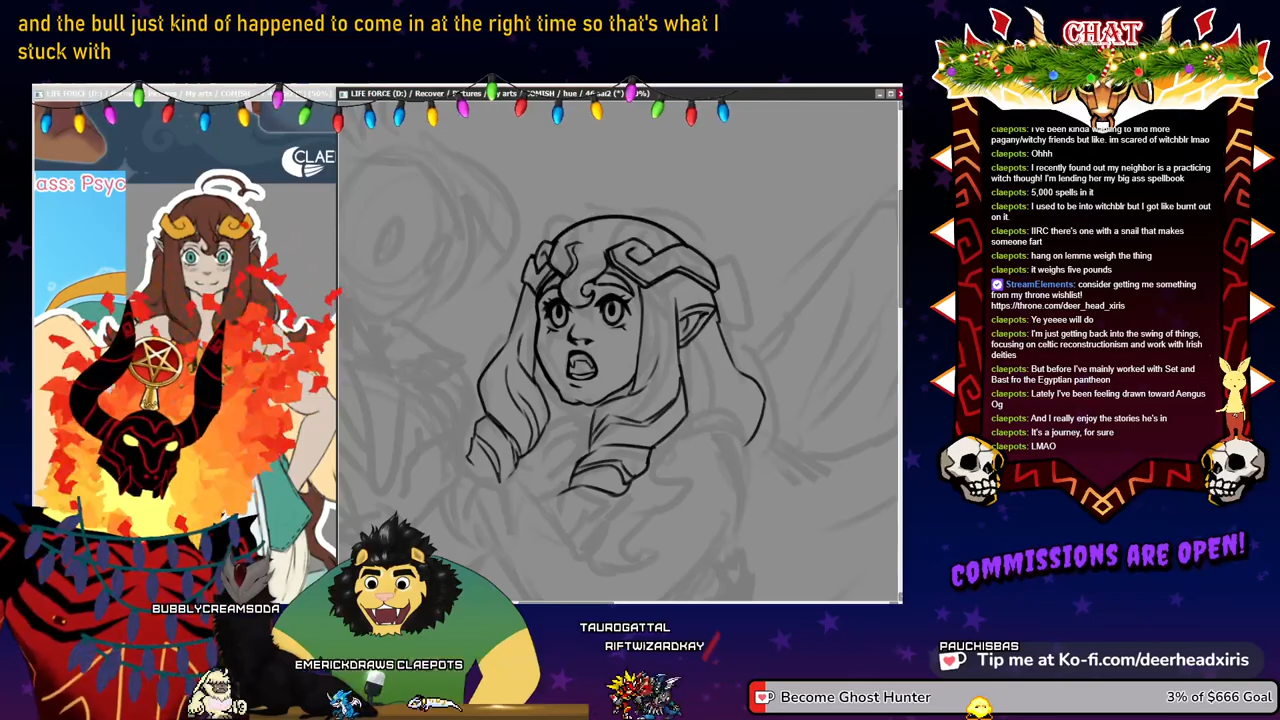 and the bull just kind of happened to come in at the right time so that's what I
stuck with
CHAT
LIFE FORCE (D:) / Recover / Pictures / My arts / COMISH / hue /
CLAE
ass: Psyc
pagany/witchy friends but like. im scared of witchblr lmao
claepots: Ohhh
claepots: I recently found out my neighbor is a practicing
witch though! I'm lending her my big ass spellbook
claepots: 5,000 spells in it
claepots: I used to be into witchblr but I got like burnt out
on it.
claepots: IIRC there's one with a snail that makes
someone fart
claepots: hang on lemme weigh the thing
claepots: it weighs five pounds
StreamElements: consider getting me something
from my throne wishlist!
https://throne.com/deer_head_xiris
claepots: Ye yeeee will do
claepots: I'm just getting back into the swing of things,
focusing on celtic reconstructionism and work with Irish
deities
claepots: But before I've mainly worked with Set and
Bast fro the Egyptian pantheon
claepots: Lately I've been feeling drawn toward Aengus
Og
claepots: And I really enjoy the stories he's in
claepots: It's a journey, for sure
claepots: LMAO
COMMISSIONS ARE OPEN!
BUBBLYCREAMSODA
EMERICKDRAWS CLAEPOTS
TAUROGATTAL
RIFTWIZARDKAY
PAUCHISBAS
Tip me at Ko-fi.com/deerheadxiris
Become Ghost Hunter
3% of $666 Goal